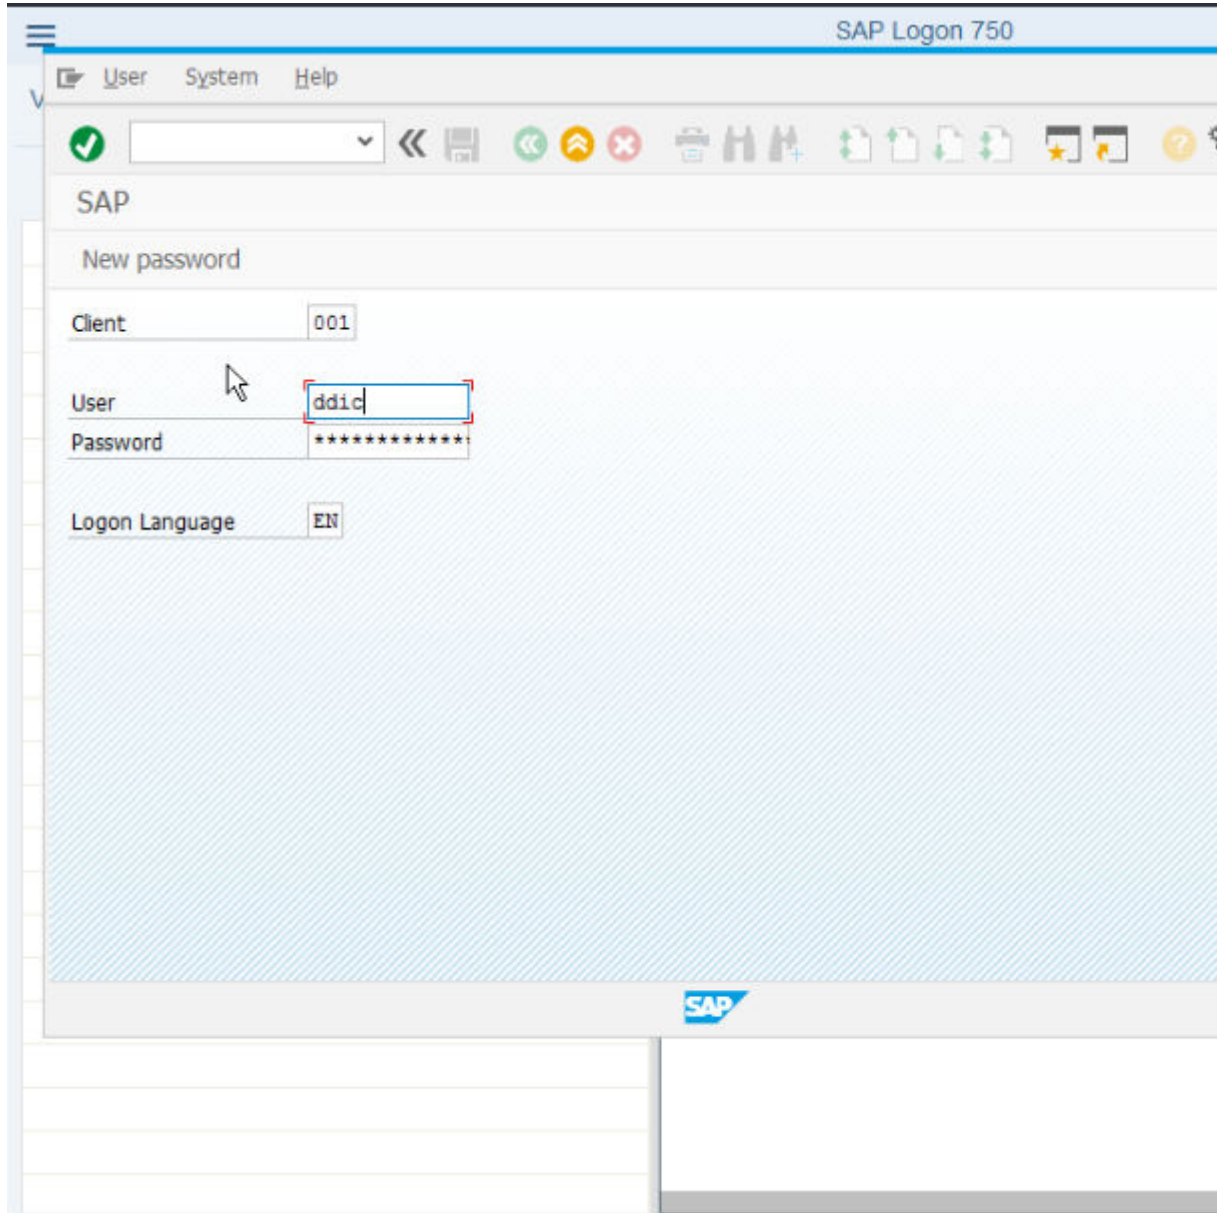 SAP Logon 750
User System Help
SAP
New password
Client 001
User ddic
Password *************
Logon Language EN
SAP